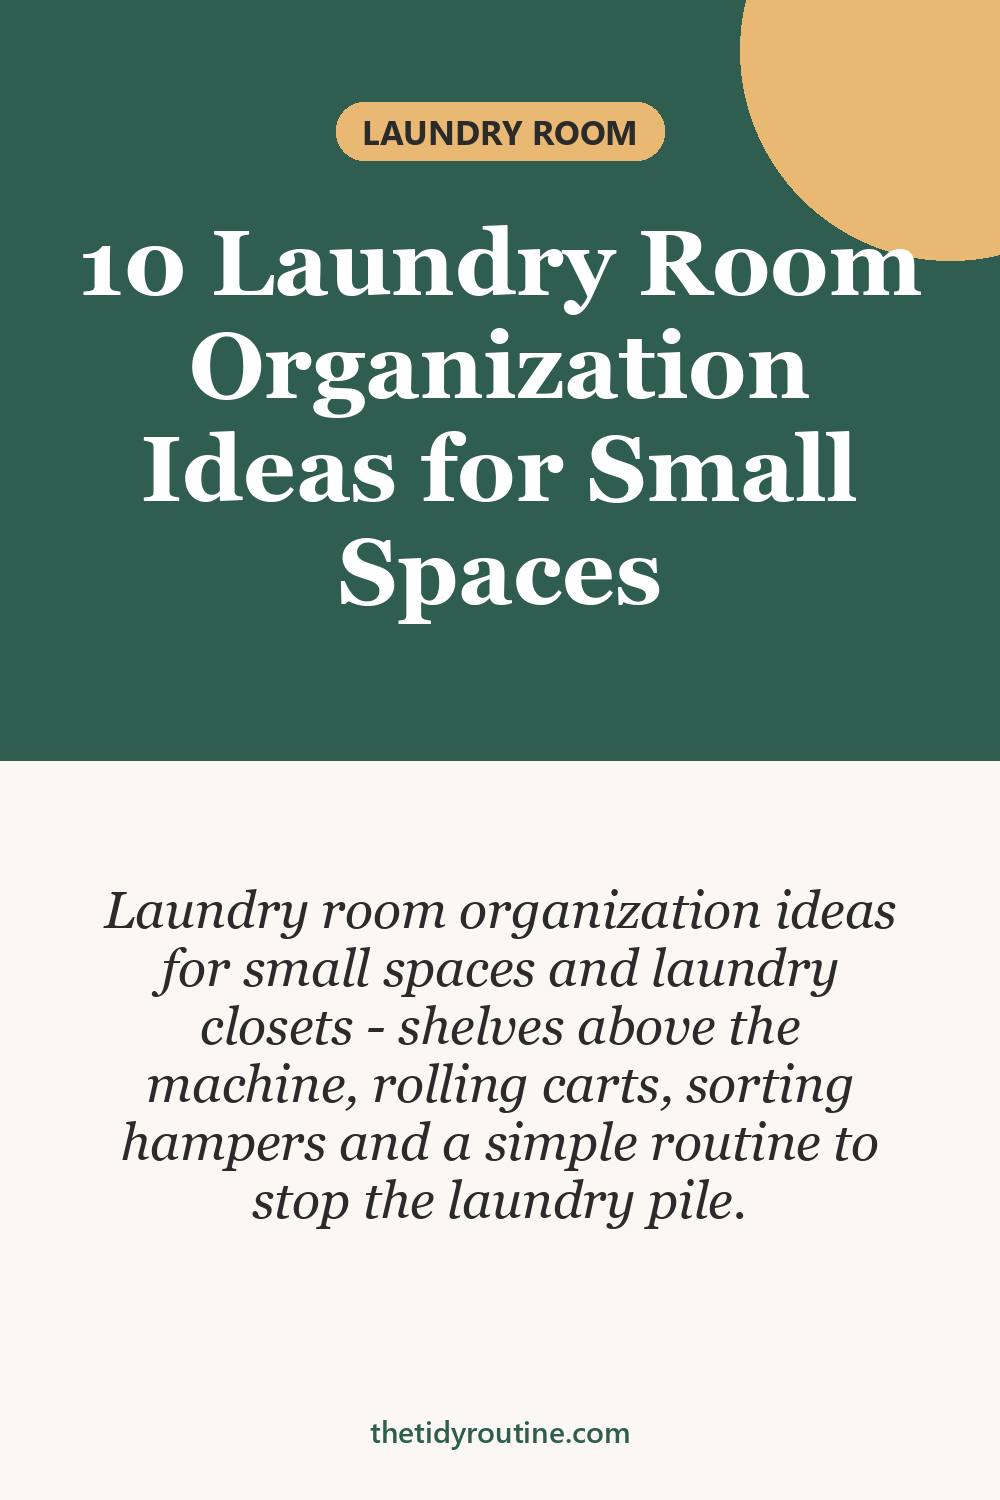 LAUNDRY ROOM
10 Laundry Room
Organization
Ideas for Small
Spaces
Laundry room organization ideas
for small spaces and laundry
closets - shelves above the
machine, rolling carts, sorting
hampers and a simple routine to
stop the laundry pile.
thetidyroutine.com